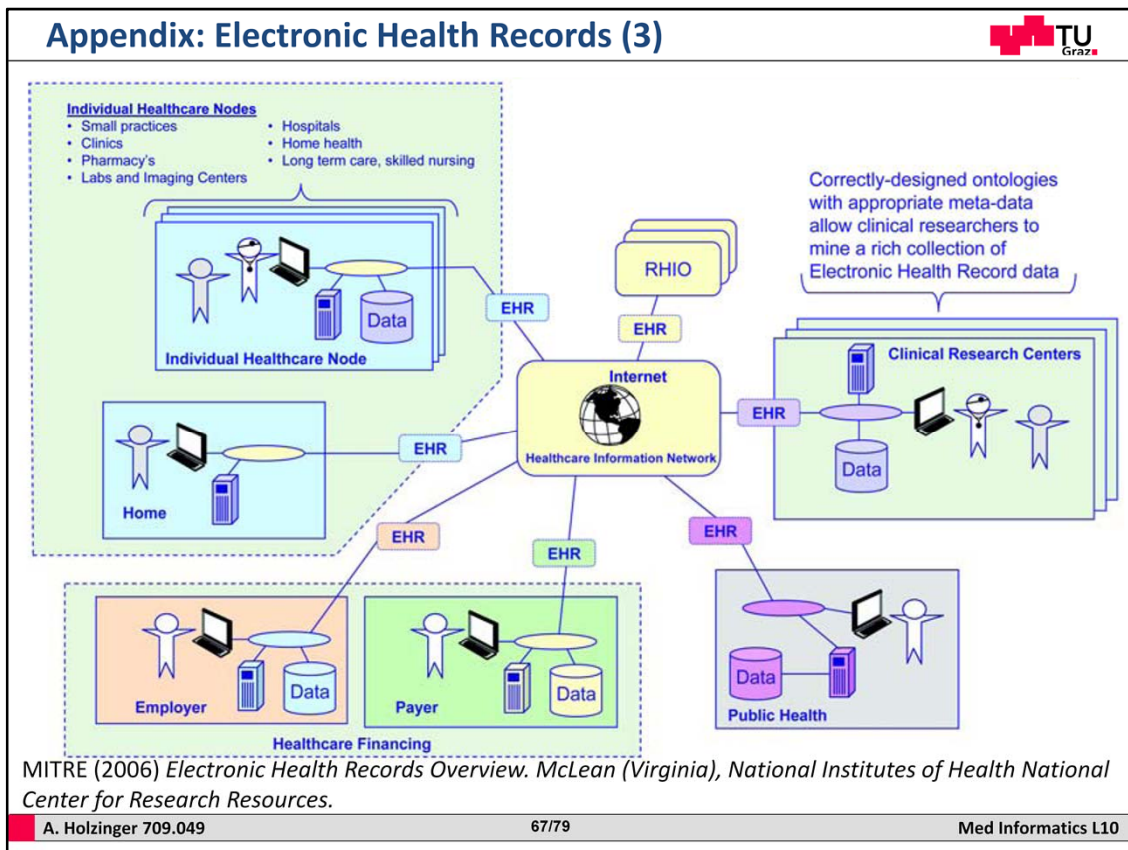 Appendix: Electronic Health Records (3)
TU
Graz
Individual Healthcare Nodes
• Small practices
• Clinics
• Pharmacy's
• Labs and Imaging Centers
• Hospitals
• Home health
• Long term care, skilled nursing
Data
Individual Healthcare Node
EHR
RHIO
EHR
Correctly-designed ontologies
with appropriate meta-data
allow clinical researchers to
mine a rich collection of
Electronic Health Record data
Internet
Healthcare Information Network
EHR
Clinical Research Centers
Data
Home
EHR
EHR
EHR
EHR
Data
Employer
Data
Payer
Healthcare Financing
Data
Public Health
MITRE (2006) Electronic Health Records Overview. McLean (Virginia), National Institutes of Health National
Center for Research Resources.
A. Holzinger 709.049
67/79
Med Informatics L10